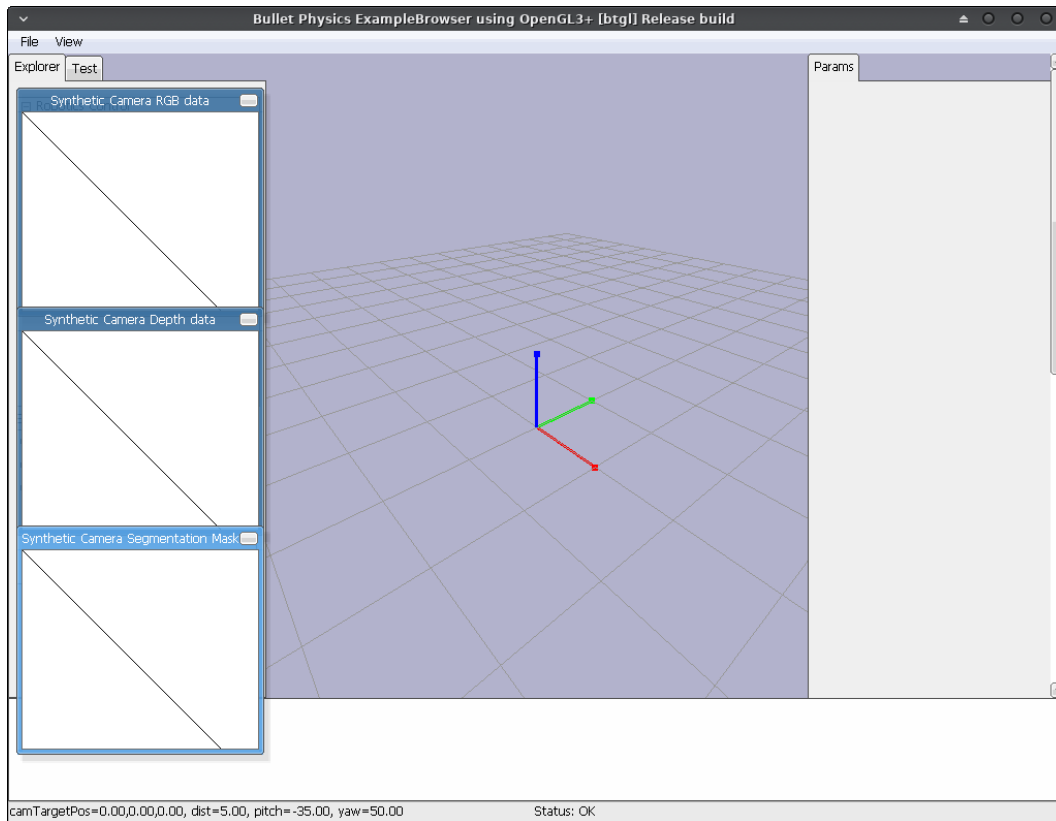 Bullet Physics ExampleBrowser using OpenGL3+ [btgl] Release build
File View
Explorer Test
Params
Synthetic Camera RGB data
Synthetic Camera Depth data
Synthetic Camera Segmentation Mask
camTargetPos=0.00,0.00,0.00, dist=5.00, pitch=-35.00, yaw=50.00
Status: OK